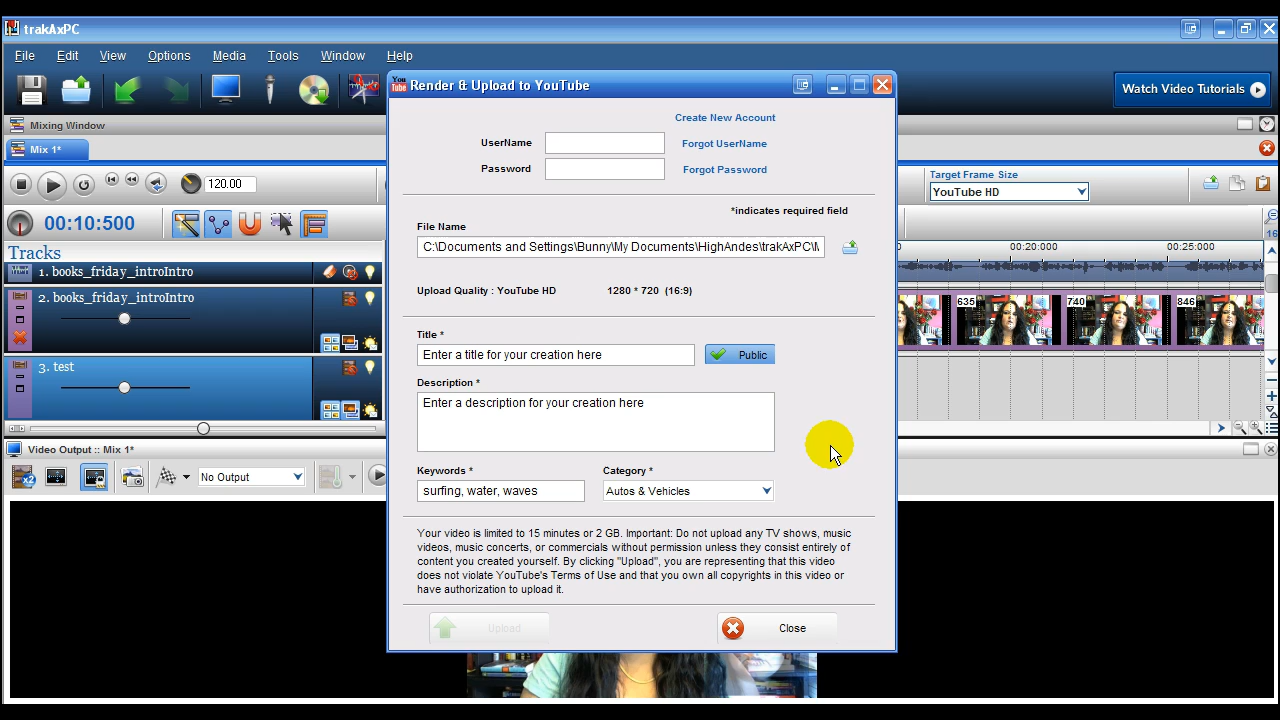 trakAxPC
File Edit View Options Tools Media Window Help
Watch Video Tutorials
Mixing Window
Mix 1*
120.00
Target Frame Size
YouTube HD
00:10:500
16
Tracks
00:20:000 00:25:000
1. books_friday_introIntro
2. books_friday_introIntro
635 740 846
3. test
Video Output :: Mix 1*
x2
No Output
You Tube Render & Upload to YouTube
Create New Account
UserName
Forgot UserName
Password
Forgot Password
*indicates required field
File Name
C:\Documents and Settings\Bunny\My Documents\HighAndes\trakAxPC\
Upload Quality : YouTube HD 1280 * 720 (16:9)
Title *
Enter a title for your creation here
Public
Description *
Enter a description for your creation here
Keywords *
Category *
surfing, water, waves
Autos & Vehicles
Your video is limited to 15 minutes or 2 GB. Important: Do not upload any TV shows, music
videos, music concerts, or commercials without permission unless they consist entirely of
content you created yourself. By clicking "Upload", you are representing that this video
does not violate YouTube's Terms of Use and that you own all copyrights in this video or
have authorization to upload it.
Upload
Close